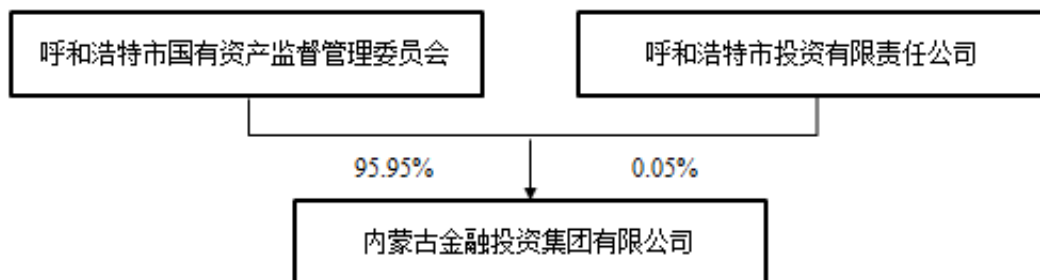 呼和浩特市国有资产监督管理委员会
呼和浩特市投资有限责任公司
95.95%
0.05%
内蒙古金融投资集团有限公司